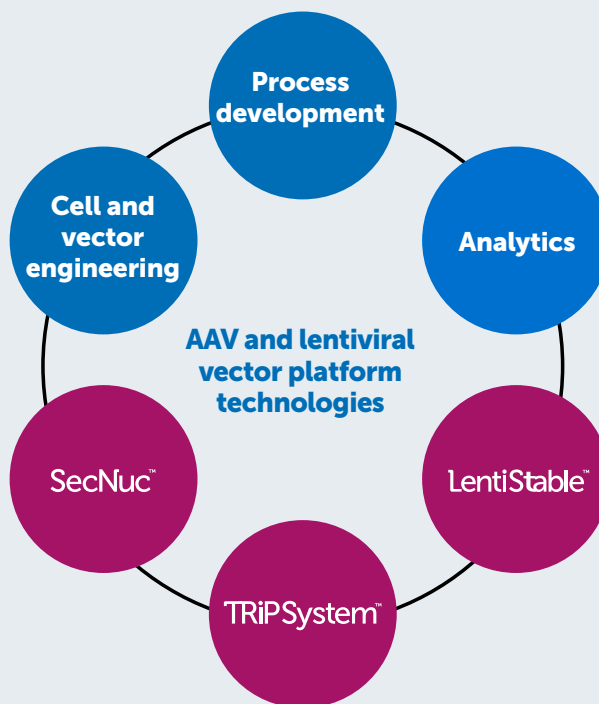 Process
development
Cell and
vector
engineering
Analytics
AAV and lentiviral
vector platform
technologies
SecNuc™
LentiStable™
TRiPSystem™